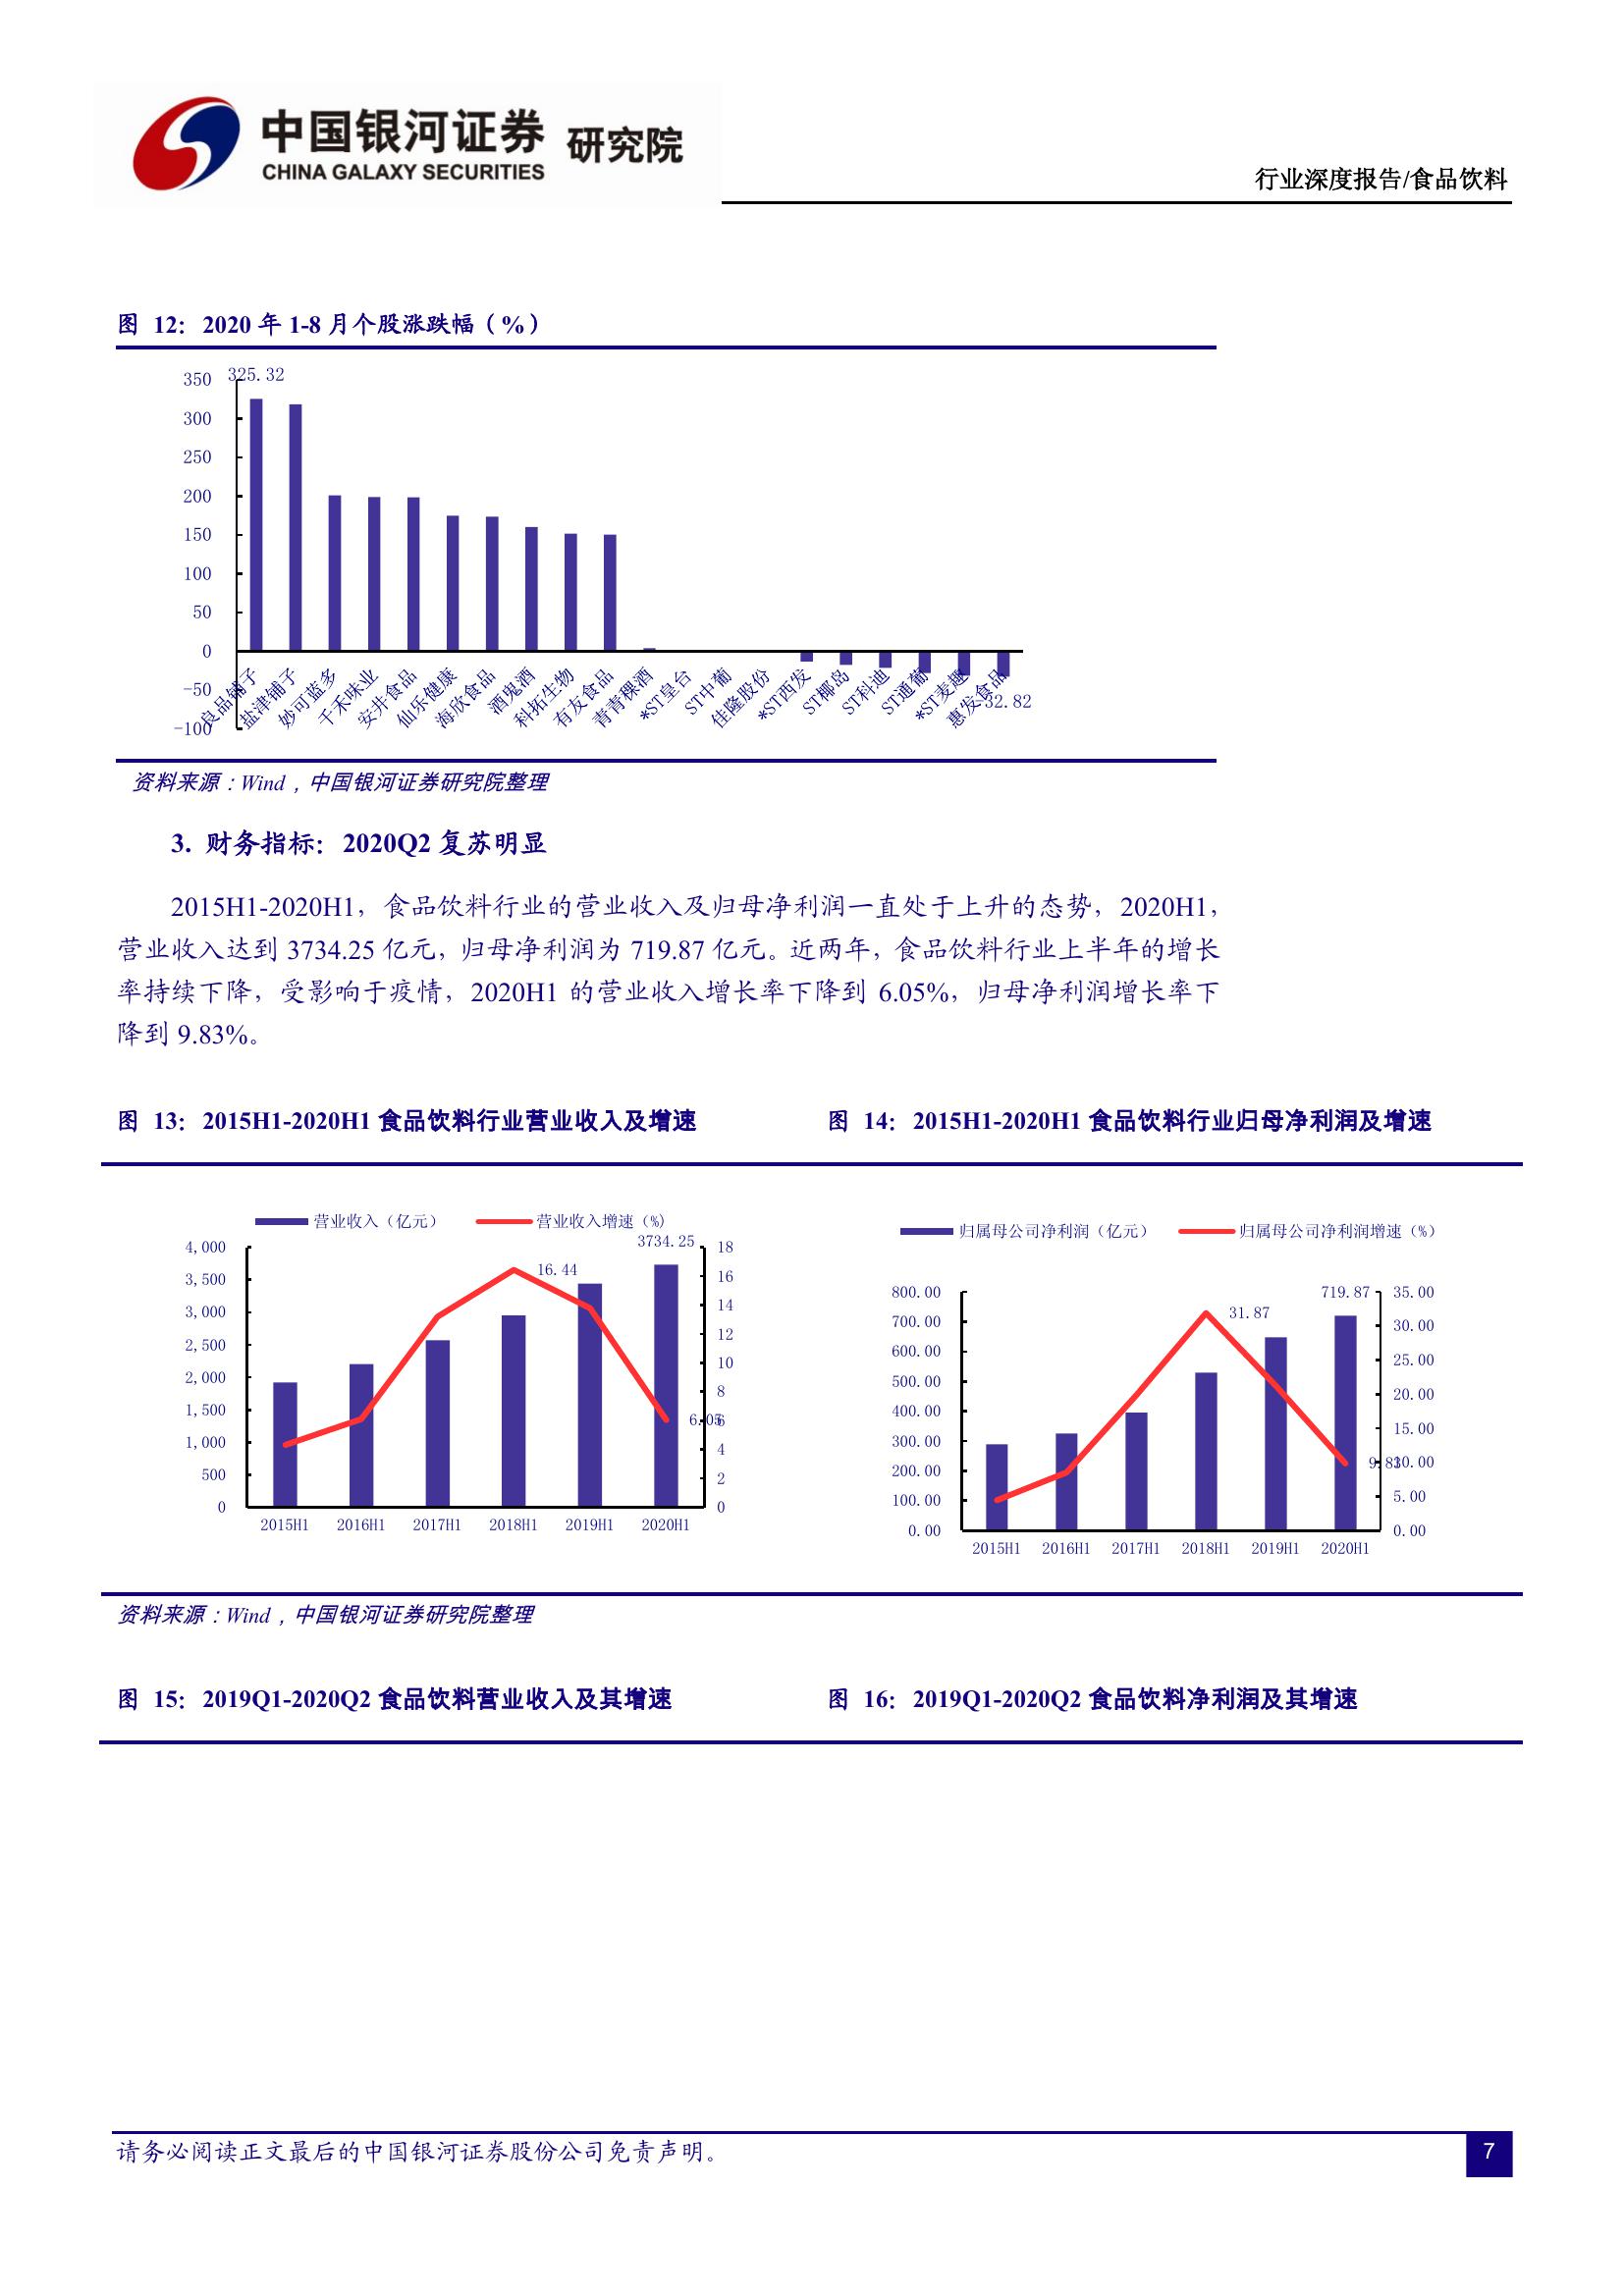 中国银河证券 研究院
CHINA GALAXY SECURITIES
行业深度报告/食品饮料
图 12：2020 年 1-8 月个股涨跌幅（%）
325.32
350
300
250
200
150
100
50
0
-50
-100
良品铺子
盐津铺子
妙可蓝多
千禾味业
安井食品
仙乐健康
海欣食品
酒鬼酒
科拓生物
有友食品
青青稞酒
*ST皇台
ST中葡
佳隆股份
*ST西发
ST椰岛
ST科迪
ST通葡
*ST麦趣
惠发食品
-32.82
资料来源：Wind，中国银河证券研究院整理
3. 财务指标：2020Q2 复苏明显
2015H1-2020H1，食品饮料行业的营业收入及归母净利润一直处于上升的态势，2020H1，
营业收入达到 3734.25 亿元，归母净利润为 719.87 亿元。近两年，食品饮料行业上半年的增长
率持续下降，受影响于疫情，2020H1 的营业收入增长率下降到 6.05%，归母净利润增长率下
降到 9.83%。
图 13：2015H1-2020H1 食品饮料行业营业收入及增速
营业收入（亿元） 营业收入增速（%）
3734.25
16.44
6.05
4,000
3,500
3,000
2,500
2,000
1,500
1,000
500
0
18
16
14
12
10
8
6
4
2
0
2015H1 2016H1 2017H1 2018H1 2019H1 2020H1
图 14：2015H1-2020H1 食品饮料行业归母净利润及增速
归属母公司净利润（亿元） 归属母公司净利润增速（%）
719.87
31.87
9.83
800.00
700.00
600.00
500.00
400.00
300.00
200.00
100.00
0.00
35.00
30.00
25.00
20.00
15.00
10.00
5.00
0.00
2015H1 2016H1 2017H1 2018H1 2019H1 2020H1
资料来源：Wind，中国银河证券研究院整理
图 15：2019Q1-2020Q2 食品饮料营业收入及其增速
图 16：2019Q1-2020Q2 食品饮料净利润及其增速
请务必阅读正文最后的中国银河证券股份公司免责声明。
7